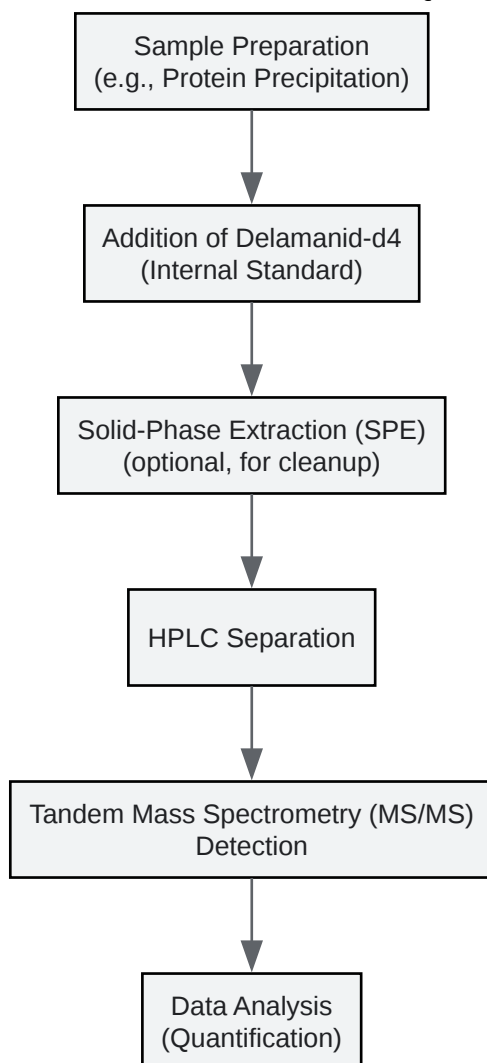 Sample Preparation
(e.g., Protein Precipitation)
Addition of Delamanid-d4
(Internal Standard)
Solid-Phase Extraction (SPE)
(optional, for cleanup)
HPLC Separation
Tandem Mass Spectrometry (MS/MS)
Detection
Data Analysis
(Quantification)